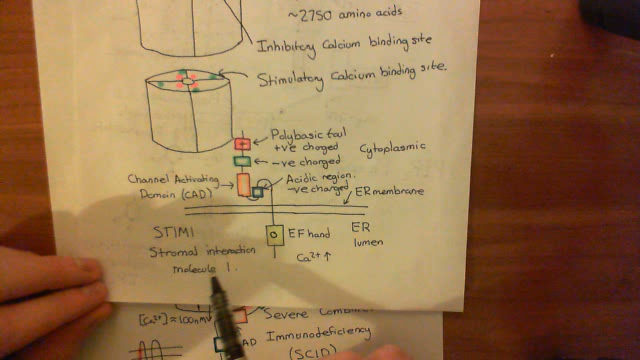 ~2750 amino acids
Inhibitory Calcium binding site
Stimulatory Calcium binding site.
Polybasic tail
+ve charged
-ve charged
Cytoplasmic
Channel Activating
Domain (CAD)
Acidic region.
-ve charged
ER membrane
STIM1
Stromal interaction
molecule 1.
EF hand
Ca2+ ↑
ER
lumen
[Ca2+] ≈ 100nM
Severe Combined
Immunodeficiency
(SCID)